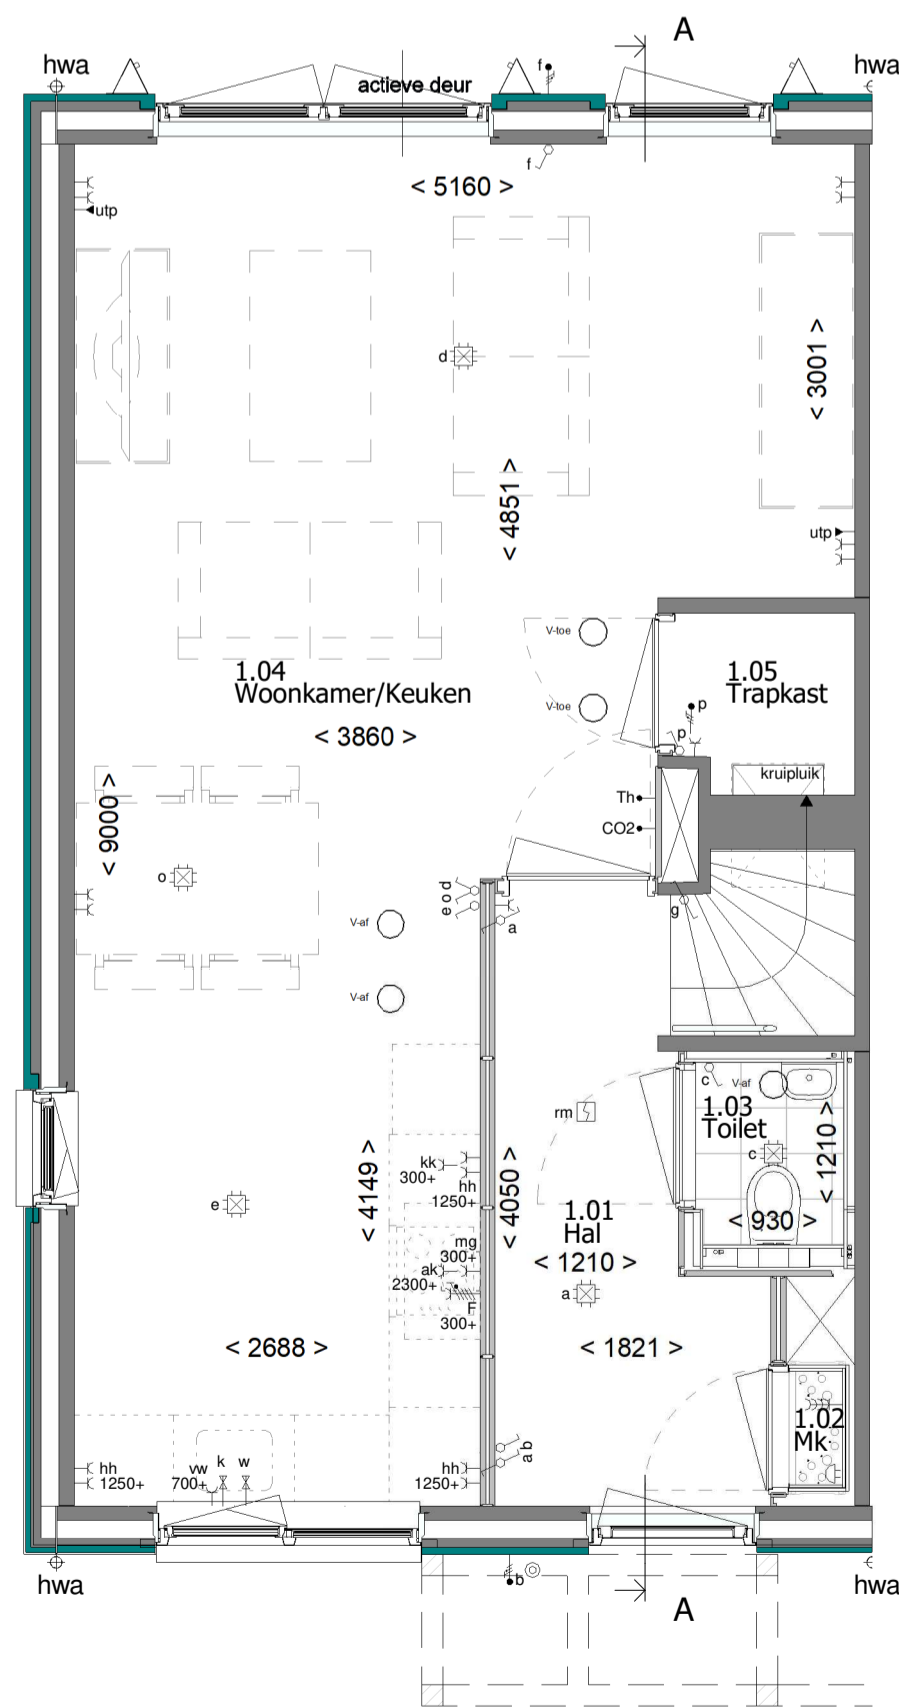 A
hwa
f
hwa
actieve deur
f
< 5160 >
utp
d
< 3001 >
< 4851 >
utp
V-toe
1.04
Woonkamer/Keuken
1.05
Trapkast
V-toe
p
p
< 3860 >
kruipluik
Th
< 9000 >
CO2
o
e o d
g
V-af
a
V-af
c
V-af
1.03
Toilet
rm
< 1210 >
c
< 4149 >
kk
300+
hh
1250+
< 4050 >
e
1.01
Hal
< 930 >
mg
300+
< 1210 >
ak
2300+
a
F
300+
< 2688 >
< 1821 >
1.02
Mk
a b
hh
1250+
vw
700+
k
w
hh
1250+
hwa
b
A
hwa